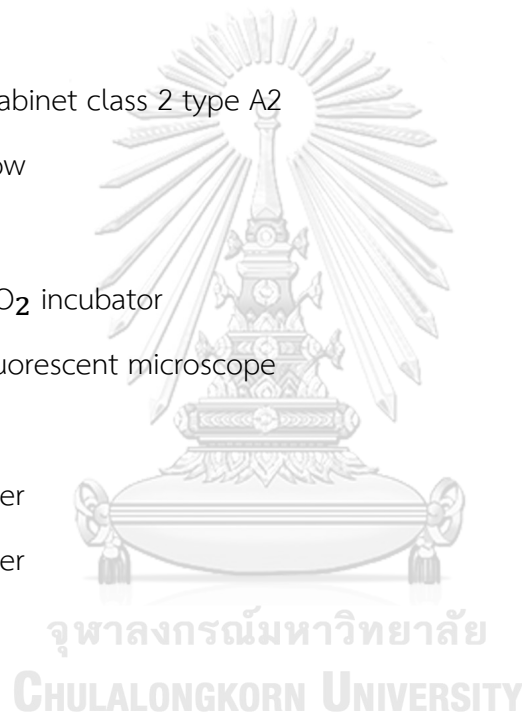 abinet class 2 type A2
ow
O₂ incubator
uorescent microscope
er
er
จุฬาลงกรณ์มหาวิทยาลัย
CHULALONGKORN UNIVERSITY